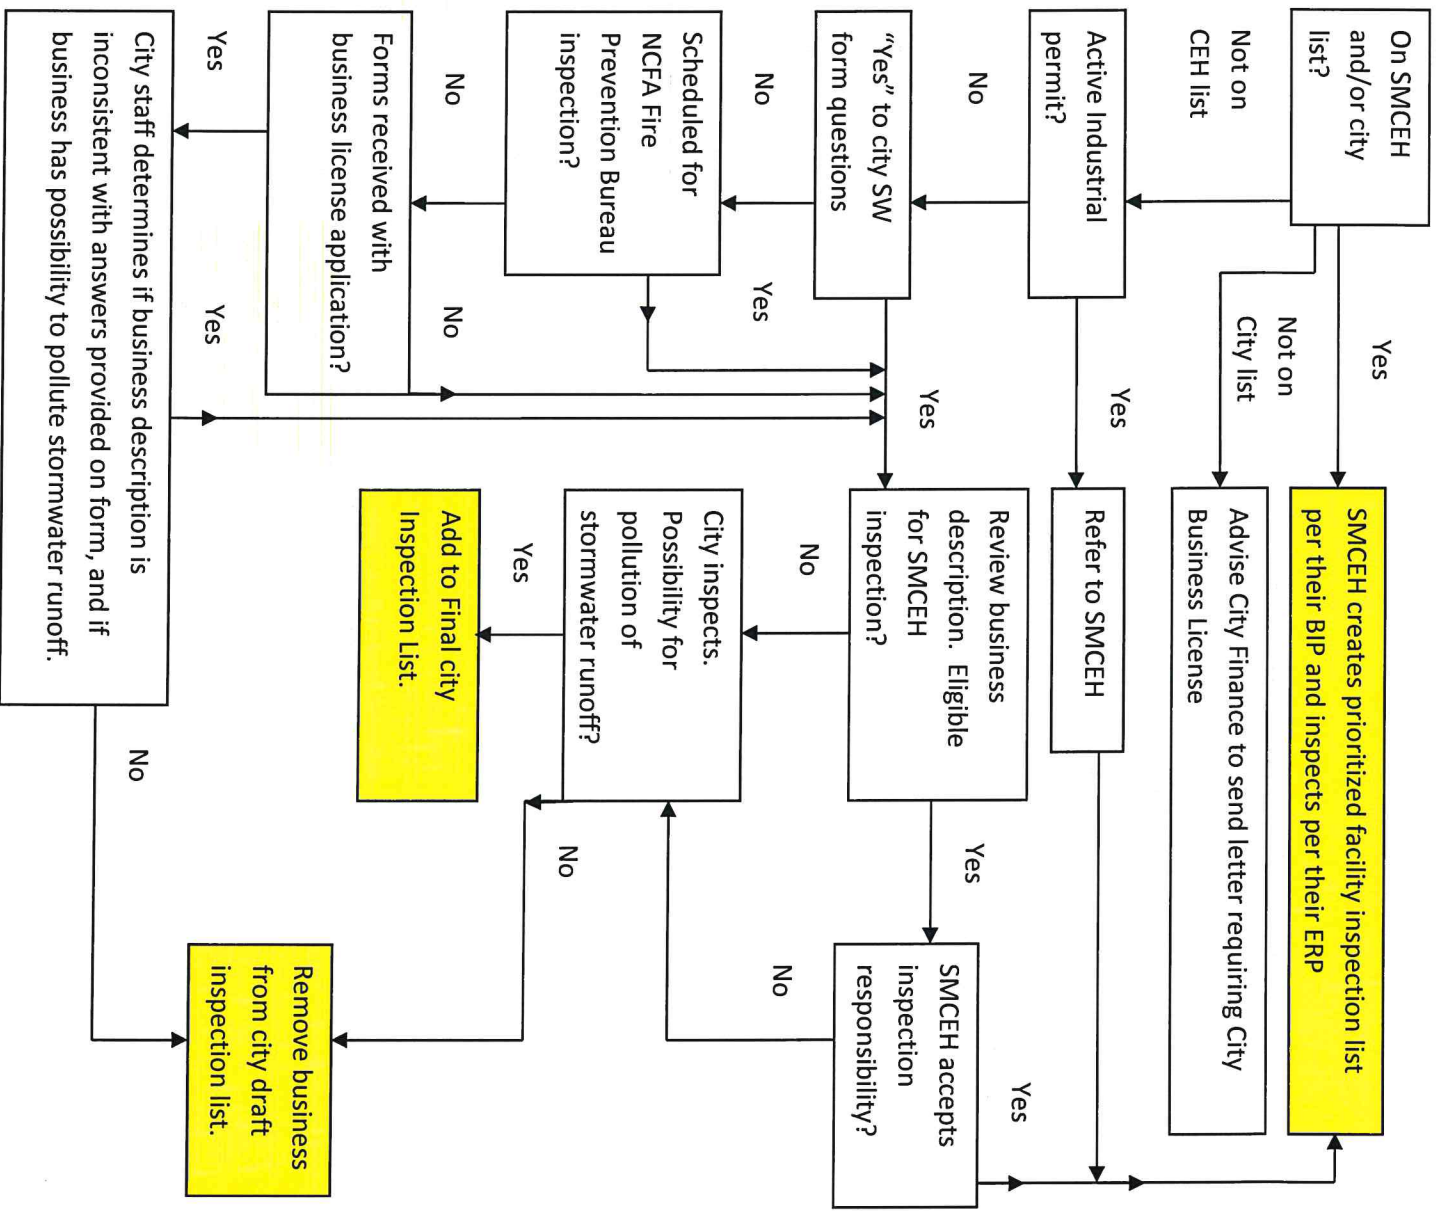 On SMCEH
and/or city
list?
Yes
SMCEH creates prioritized facility inspection list
per their BIP and inspects per their ERP
Not on
CEH list
Not on
City list
Advise City Finance to send letter requiring City
Business License
Active Industrial
permit?
Yes
Refer to SMCEH
No
"Yes" to city SW
form questions
Yes
Review business
description. Eligible
for SMCEH
inspection?
Yes
SMCEH accepts
inspection
responsibility?
Yes
No
No
Scheduled for
NCFA Fire
Prevention Bureau
inspection?
Yes
No
City inspects.
Possibility for
pollution of
stormwater runoff?
No
No
Forms received with
business license application?
No
Yes
Add to Final city
Inspection List.
Yes
Yes
City staff determines if business description is
inconsistent with answers provided on form, and if
business has possibility to pollute stormwater runoff.
No
Remove business
from city draft
inspection list.